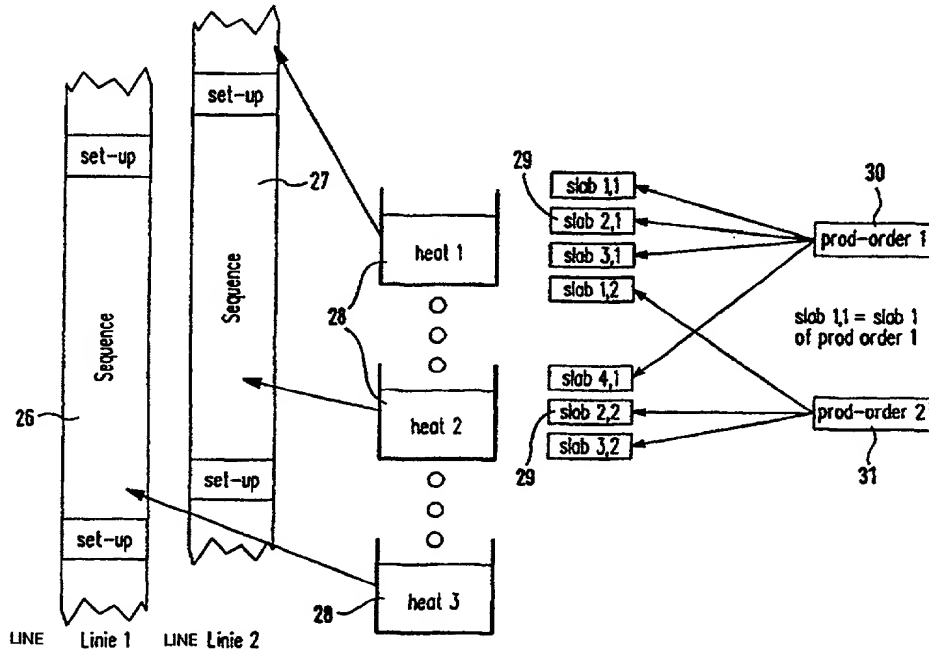 set-up
set-up
27
Sequence
Sequence
26
set-up
set-up
LINE Linie 1
LINE Linie 2
heat 1
28
heat 2
heat 3
28
29
slab 1,1
slab 2,1
slab 3,1
slab 1,2
slab 4,1
slab 2,2
slab 3,2
29
30
prod-order 1
slab 1,1 = slab 1
of prod order 1
prod-order 2
31